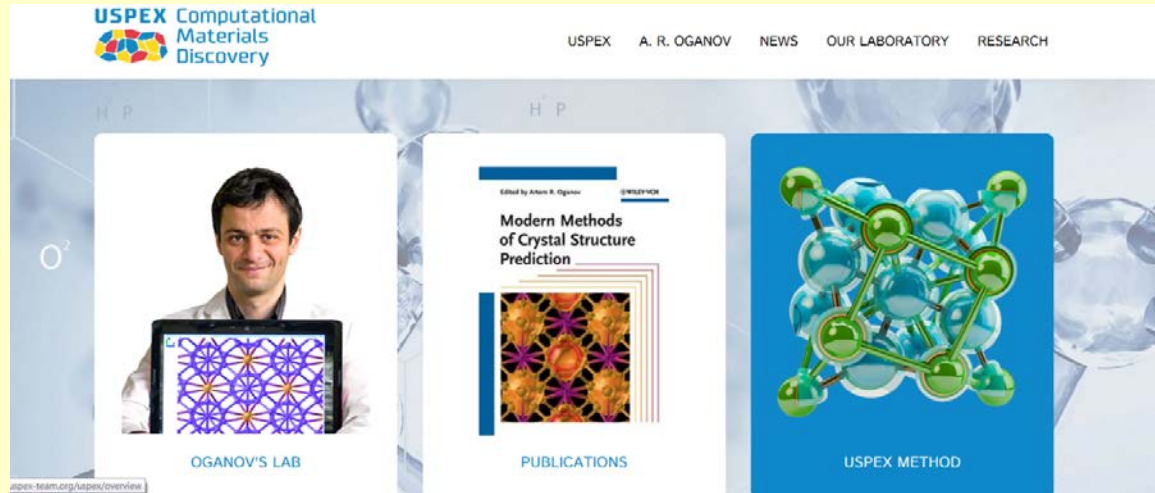 USPEX Computational
Materials
Discovery
USPEX A. R. OGANOV NEWS OUR LABORATORY RESEARCH
H P
H P
O²
Edited by Artem R. Oganov
WILEY-VCH
Modern Methods
of Crystal Structure
Prediction
OGANOV'S LAB
PUBLICATIONS
USPEX METHOD
uspex-team.org/uspex/overview